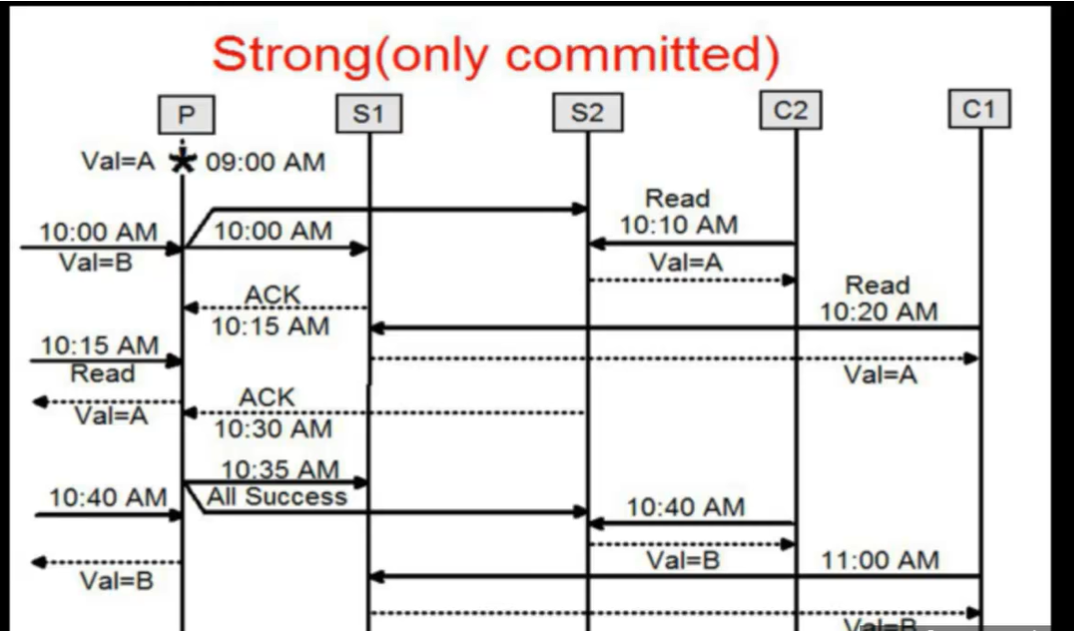 Strong(only committed)
P
S1
S2
C2
C1
Val=A
09:00 AM
Read
10:00 AM
10:00 AM
10:10 AM
Val=B
Val=A
Read
ACK
10:20 AM
10:15 AM
10:15 AM
Read
Val=A
ACK
Val=A
10:30 AM
10:35 AM
10:40 AM
All Success
10:40 AM
Val=B
11:00 AM
Val=B
Val=B